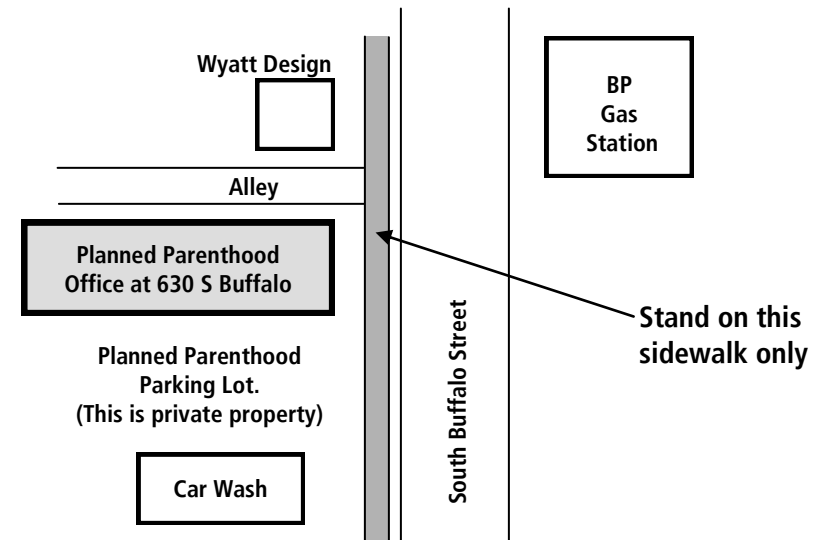 Wyatt Design
BP
Gas
Station
Alley
Planned Parenthood
Office at 630 S Buffalo
Stand on this
sidewalk only
South Buffalo Street
Planned Parenthood
Parking Lot.
(This is private property)
Car Wash